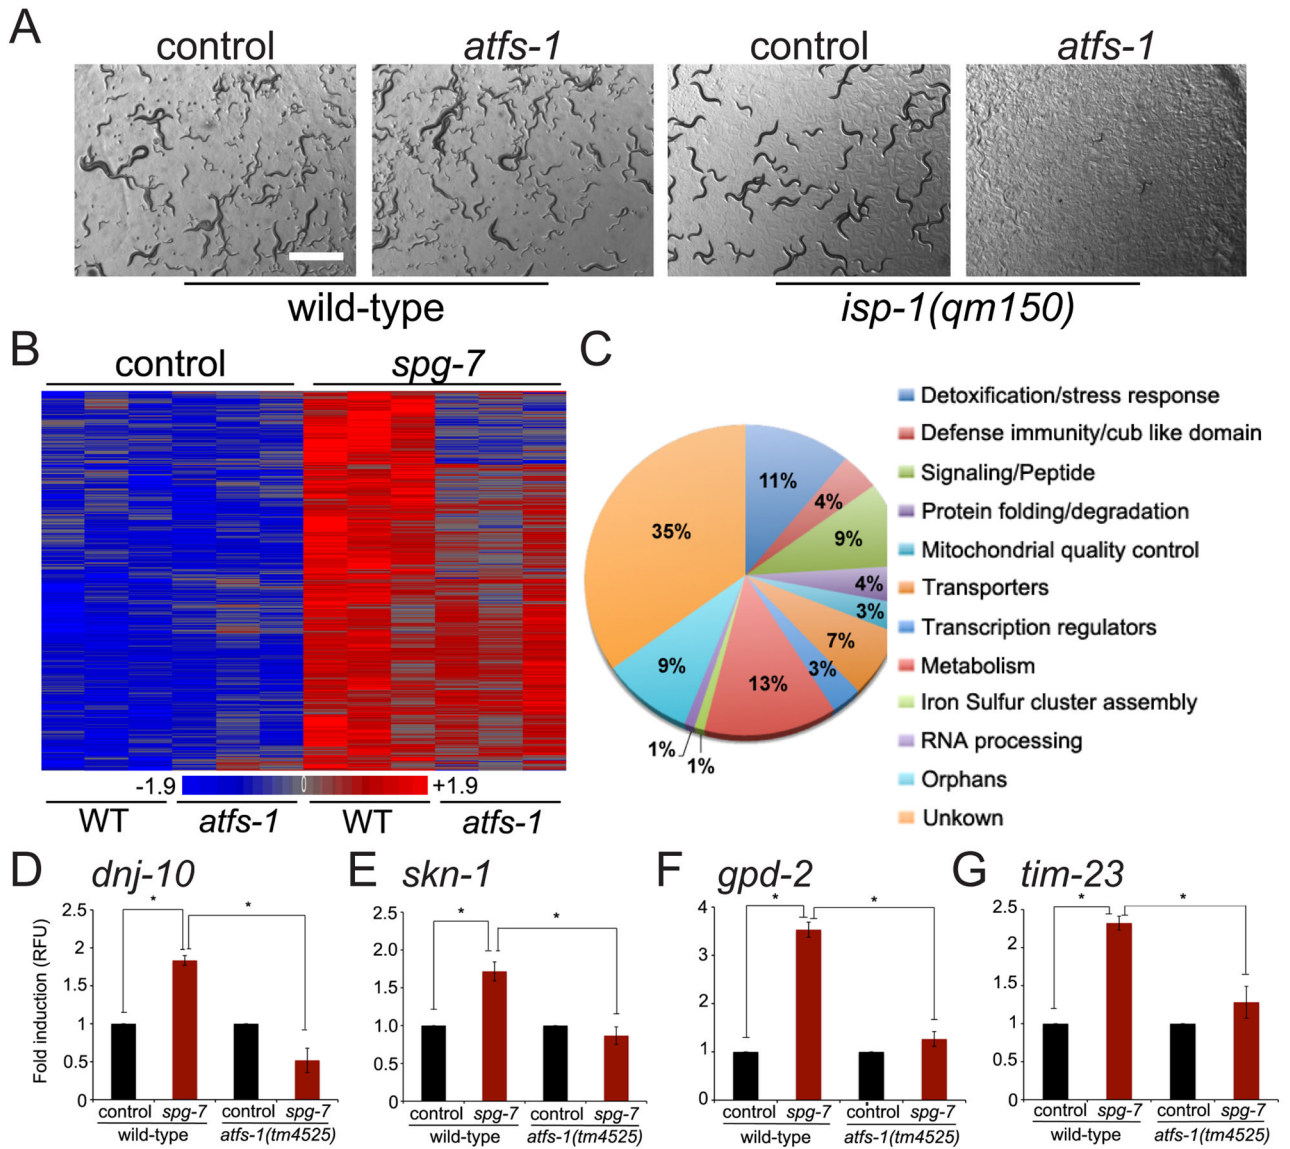 A
control
atfs-1
control
atfs-1
wild-type
isp-1(qm150)
B
control
spg-7
-1.9
0
+1.9
WT
atfs-1
WT
atfs-1
C
11%
4%
9%
4%
3%
7%
3%
13%
1%
1%
9%
35%
Detoxification/stress response
Defense immunity/cub like domain
Signaling/Peptide
Protein folding/degradation
Mitochondrial quality control
Transporters
Transcription regulators
Metabolism
Iron Sulfur cluster assembly
RNA processing
Orphans
Unkown
D
dnj-10
Fold induction (RFU)
2.5
2
1.5
1
0.5
0
*
*
control
spg-7
control
spg-7
wild-type
atfs-1(tm4525)
E
skn-1
2.5
2.0
1.5
1.0
0.5
0
*
*
control
spg-7
control
spg-7
wild-type
atfs-1(tm4525)
F
gpd-2
4
3
2
1
0
*
*
control
spg-7
control
spg-7
wild-type
atfs-1(tm4525)
G
tim-23
2.5
2
1.5
1
0.5
0
*
*
control
spg-7
control
spg-7
wild-type
atfs-1(tm4525)